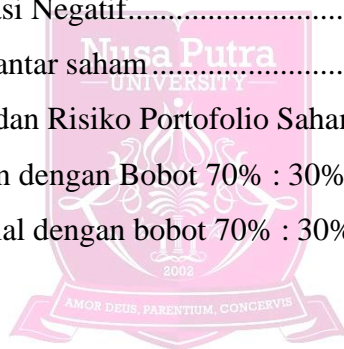 si Negatif....................
antar saham....................
dan Risiko Portofolio Saha
n dengan Bobot 70% : 30%
al dengan bobot 70% : 30%
Nusa Putra
UNIVERSITY
2002
AMOR DEUS, PARENTIUM, CONCERVIS